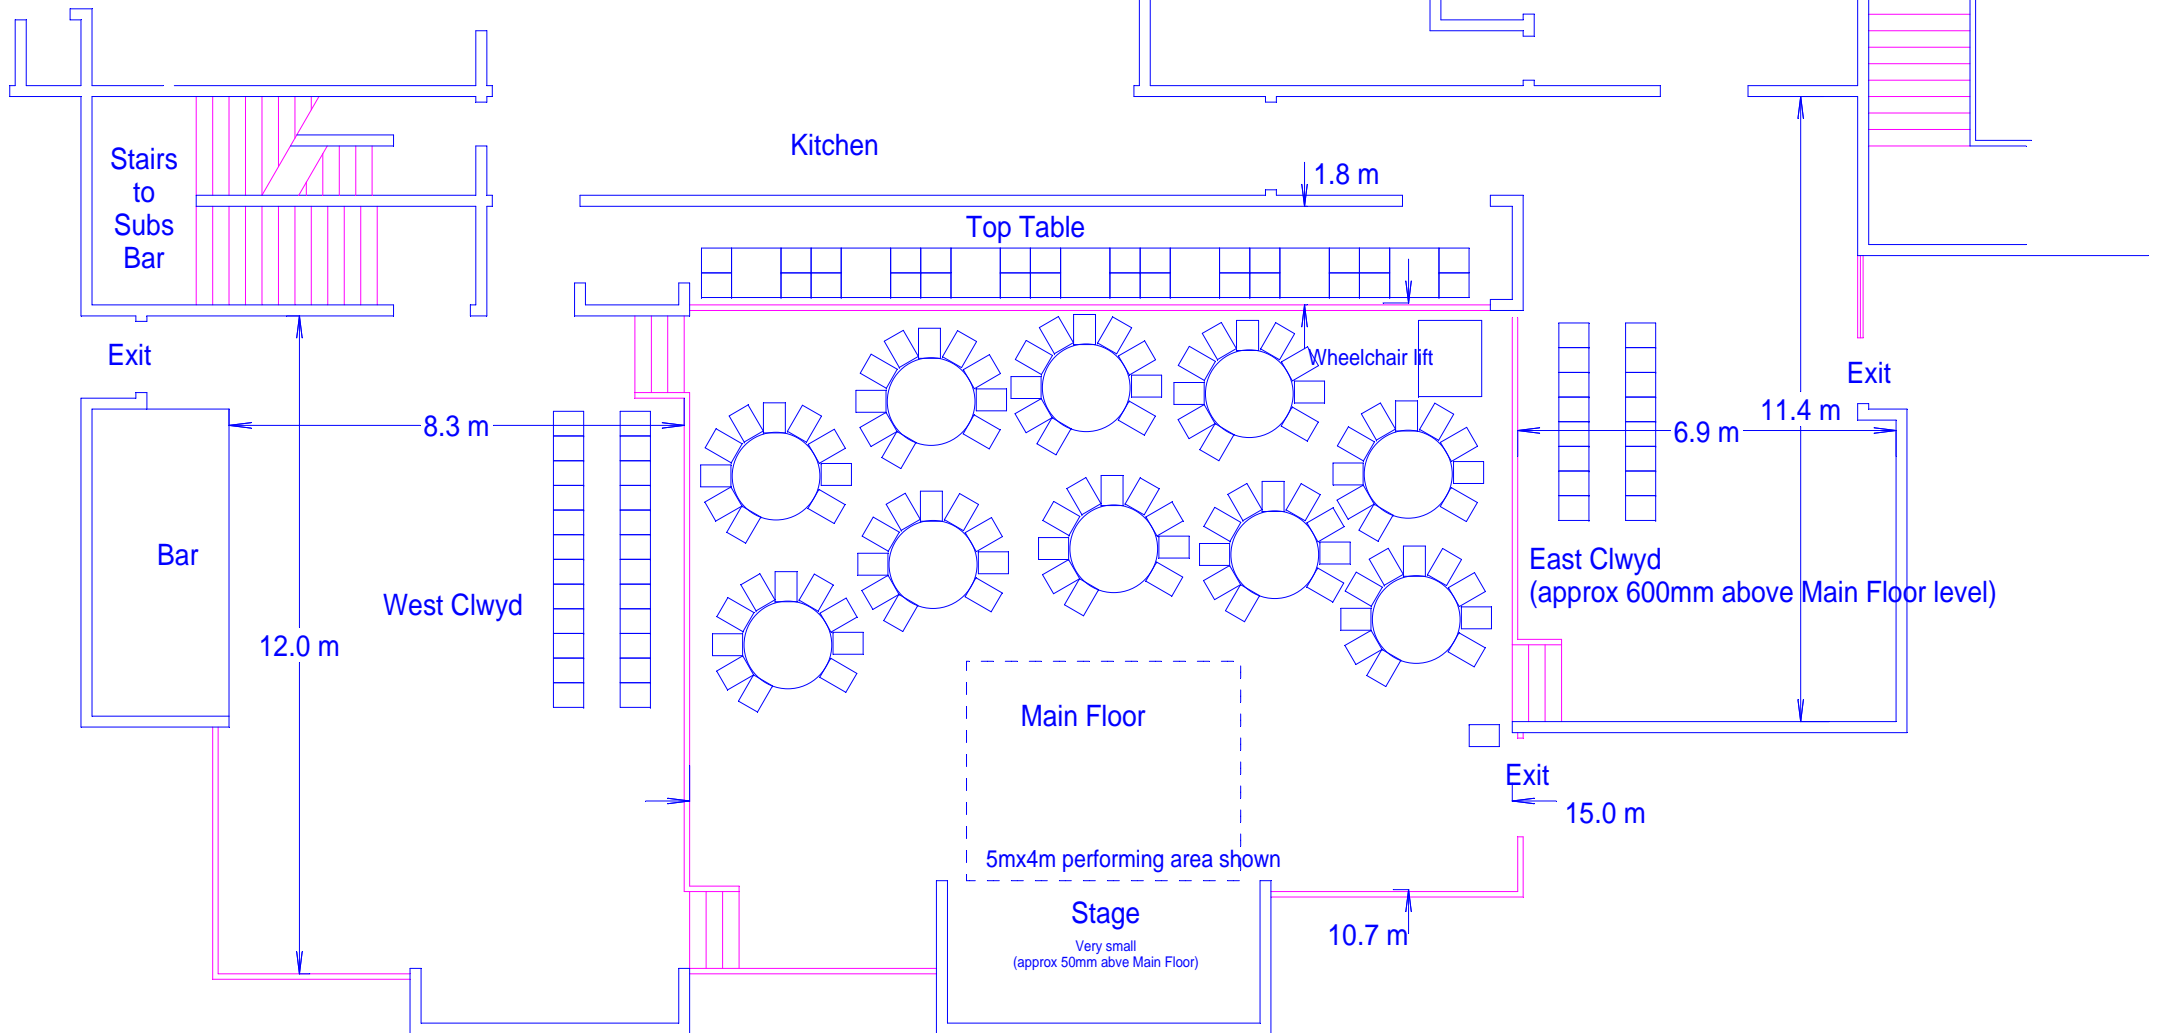 Kitchen
Stairs
to
Subs
Bar
1.8 m
Top Table
Exit
Wheelchair lift
Exit
11.4 m
8.3 m
6.9 m
Bar
East Clwyd
(approx 600mm above Main Floor level)
West Clwyd
12.0 m
Main Floor
Exit
15.0 m
5mx4m performing area shown
Stage
10.7 m
Very small
(approx 50mm abve Main Floor)